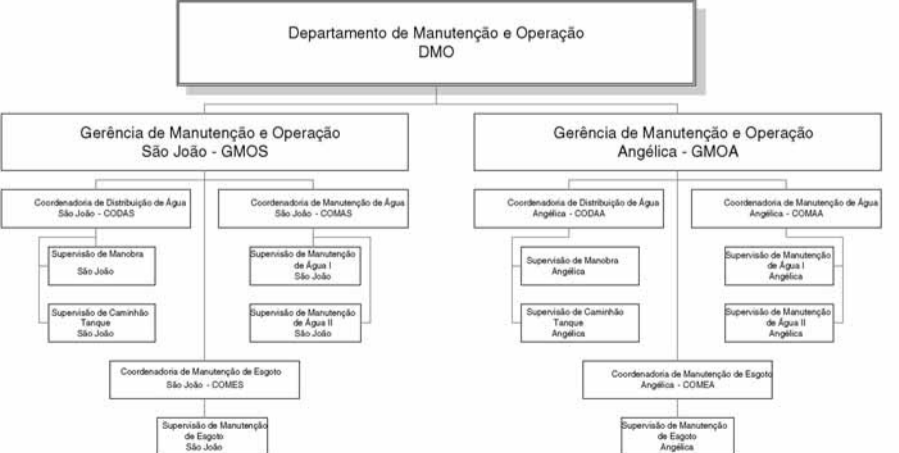 Departamento de Manutenção e Operação
DMO
Gerência de Manutenção e Operação
São João - GMOS
Gerência de Manutenção e Operação
Angélica - GMOA
Coordenadoria de Distribuição de Água
São João - CODAS
Coordenadoria de Manutenção de Água
São João - COMAS
Coordenadoria de Distribuição de Água
Angélica - CODAA
Coordenadoria de Manutenção de Água
Angélica - COMAA
Supervisão de Manobra
São João
Supervisão de Manutenção
de Água I
São João
Supervisão de Manobra
Angélica
Supervisão de Manutenção
de Água I
Angélica
Supervisão de Caminhão
Tanque
São João
Supervisão de Manutenção
de Água II
São João
Supervisão de Caminhão
Tanque
Angélica
Supervisão de Manutenção
de Água II
Angélica
Coordenadoria de Manutenção de Esgoto
São João - COMES
Coordenadoria de Manutenção de Esgoto
Angélica - COMEA
Supervisão de Manutenção
de Esgoto
São João
Supervisão de Manutenção
de Esgoto
Angélica